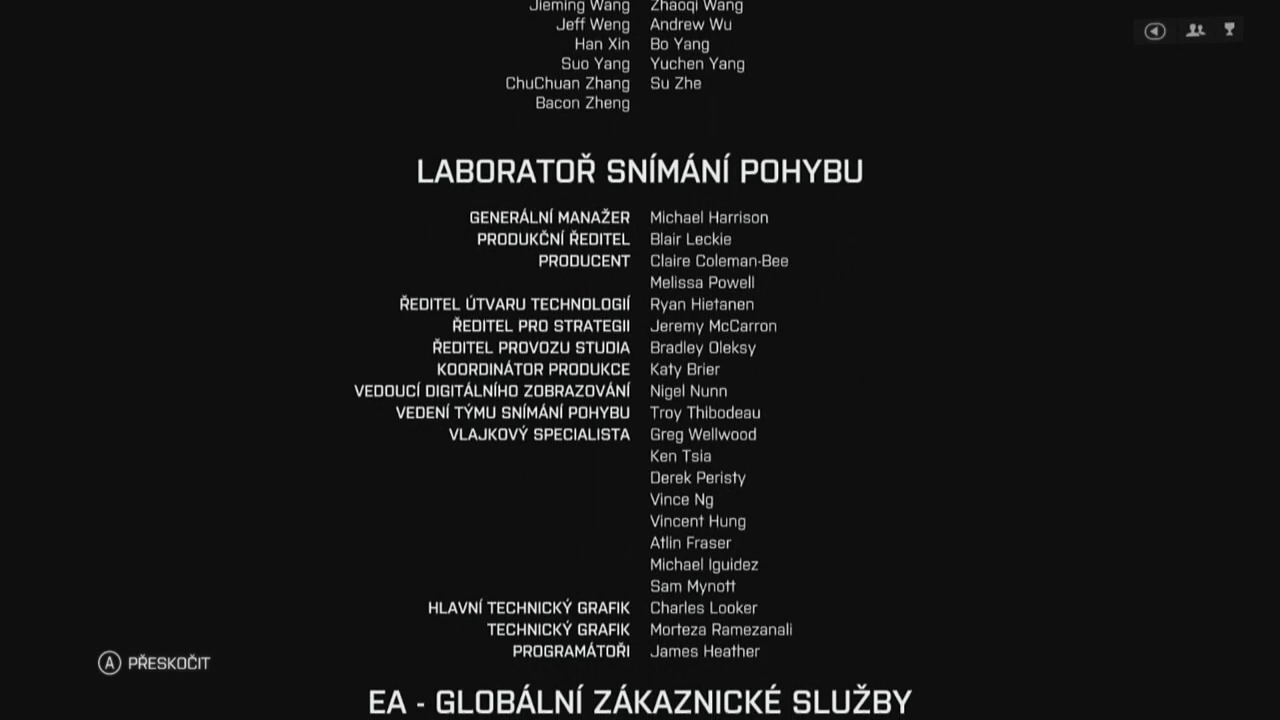 Jieming Wang Zhaoqi Wang
Jeff Weng Andrew Wu
Han Xin Bo Yang
Suo Yang Yuchen Yang
ChuChuan Zhang Su Zhe
Bacon Zheng
LABORATOŘ SNÍMÁNÍ POHYBU
GENERÁLNÍ MANAŽER Michael Harrison
PRODUKČNÍ ŘEDITEL Blair Leckie
PRODUCENT Claire Coleman-Bee
Melissa Powell
ŘEDITEL ÚTVARU TECHNOLOGIÍ Ryan Hietanen
ŘEDITEL PRO STRATEGII Jeremy McCarron
ŘEDITEL PROVOZU STUDIA Bradley Oleksy
KOORDINÁTOR PRODUKCE Katy Brier
VEDOUCÍ DIGITÁLNÍHO ZOBRAZOVÁNÍ Nigel Nunn
VEDENÍ TÝMU SNÍMÁNÍ POHYBU Troy Thibodeau
VLAJKOVÝ SPECIALISTA Greg Wellwood
Ken Tsia
Derek Peristy
Vince Ng
Vincent Hung
Atlin Fraser
Michael Iguidez
Sam Mynott
HLAVNÍ TECHNICKÝ GRAFIK Charles Looker
TECHNICKÝ GRAFIK Morteza Ramezanali
PROGRAMÁTOŘI James Heather
A PŘESKOČIT
EA - GLOBÁLNÍ ZÁKAZNICKÉ SLUŽBY